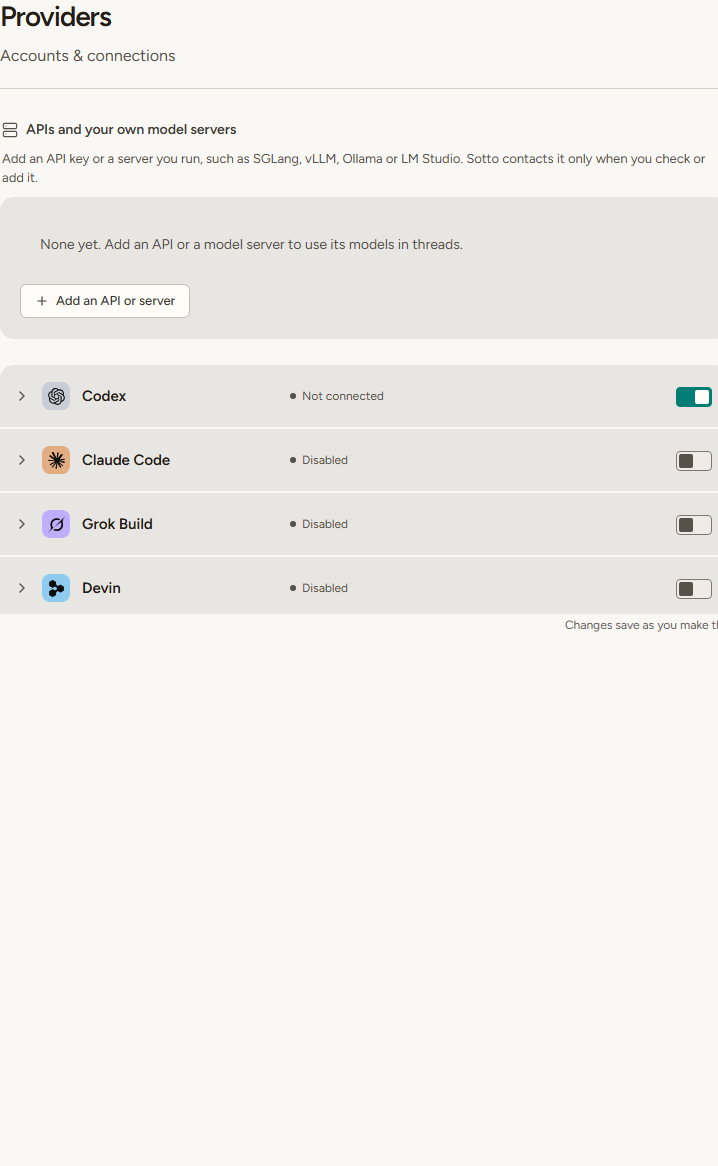 Providers
Accounts & connections
APIs and your own model servers
Add an API key or a server you run, such as SGLang, vLLM, Ollama or LM Studio. Sotto contacts it only when you check or
add it.
None yet. Add an API or a model server to use its models in threads.
Add an API or server
Codex
Not connected
Claude Code
Disabled
Grok Build
Disabled
Devin
Disabled
Changes save as you make